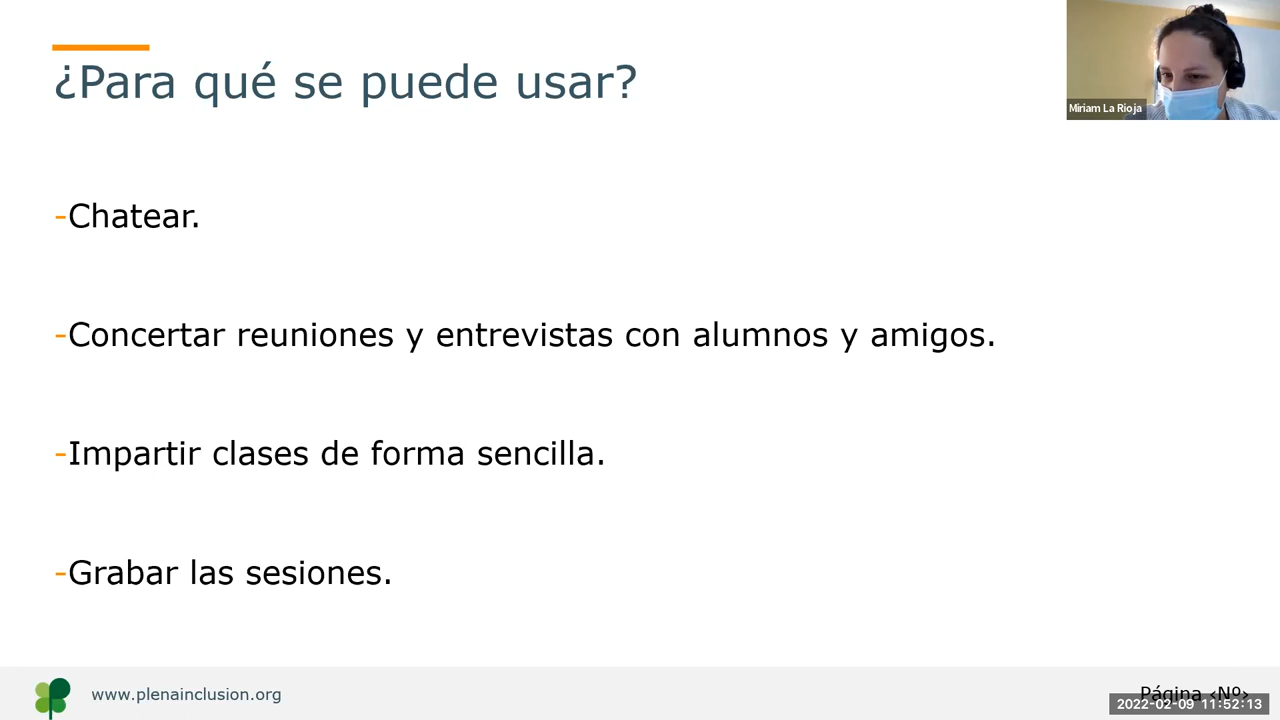 ¿Para qué se puede usar?
Miriam La Rioja
-Chatear.
-Concertar reuniones y entrevistas con alumnos y amigos.
-Impartir clases de forma sencilla.
-Grabar las sesiones.
www.plenainclusion.org
Página ‹Nº›
2022-02-09 11:52:13